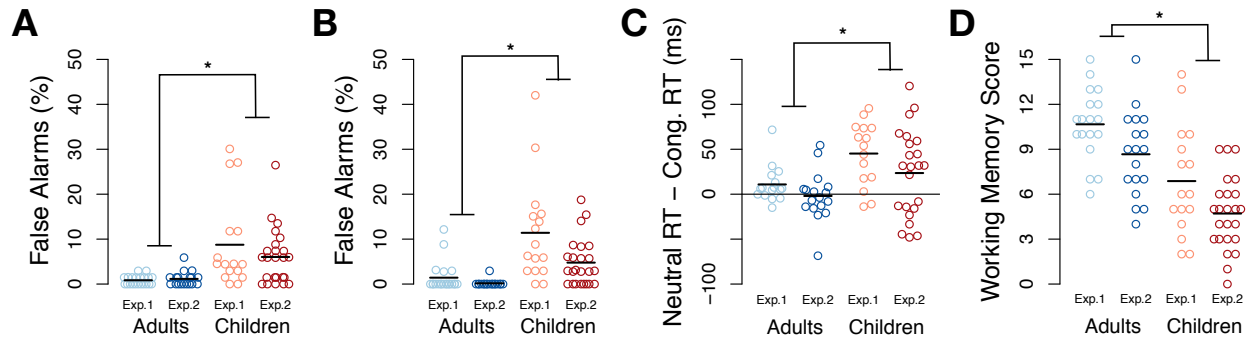 A
False Alarms (%)
50
40
30
20
10
0
*
Exp.1 Exp.2 Exp.1 Exp.2
Adults Children
B
False Alarms (%)
50
40
30
20
10
0
*
Exp.1 Exp.2 Exp.1 Exp.2
Adults Children
C
Neutral RT − Cong. RT (ms)
100
50
0
−100
*
Exp.1 Exp.2 Exp.1 Exp.2
Adults Children
D
Working Memory Score
15
12
9
6
3
0
*
Exp.1 Exp.2 Exp.1 Exp.2
Adults Children